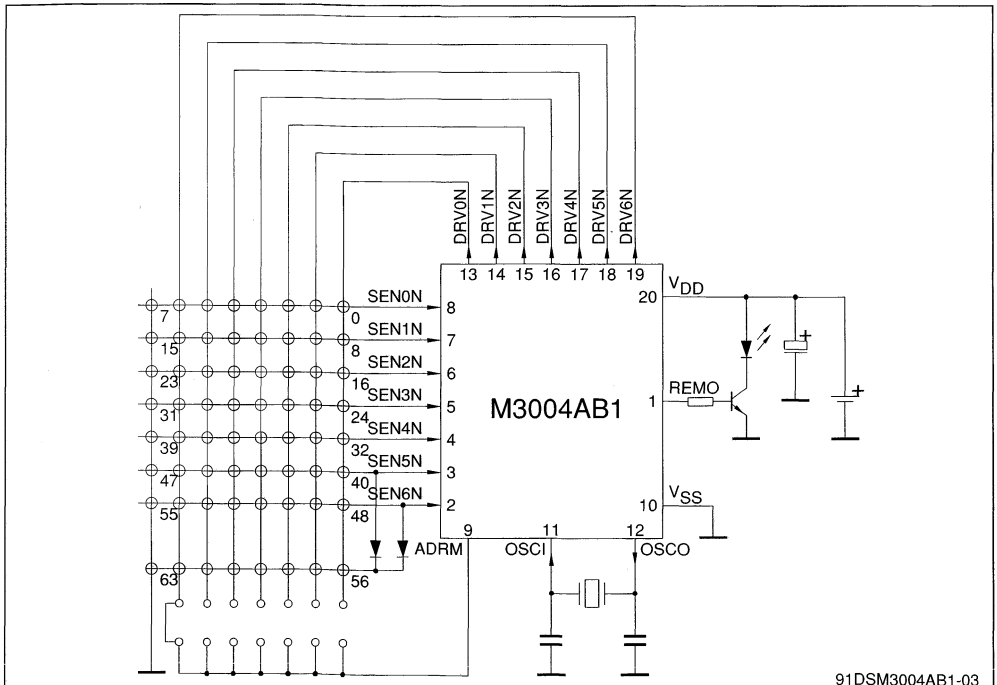 DRV0N
DRV1N
DRV2N
DRV3N
DRV4N
DRV5N
DRV6N
13 14 15 16 17 18 19
7 0 SEN0N 8
15 8 SEN1N 7
23 16 SEN2N 6
31 24 SEN3N 5
39 32 SEN4N 4
47 40 SEN5N 3
55 48 SEN6N 2
63 56
M3004AB1
20 VDD
1 REMO
10 VSS
9 11 12
ADRM OSCI OSCO
+
+
91DSM3004AB1-03